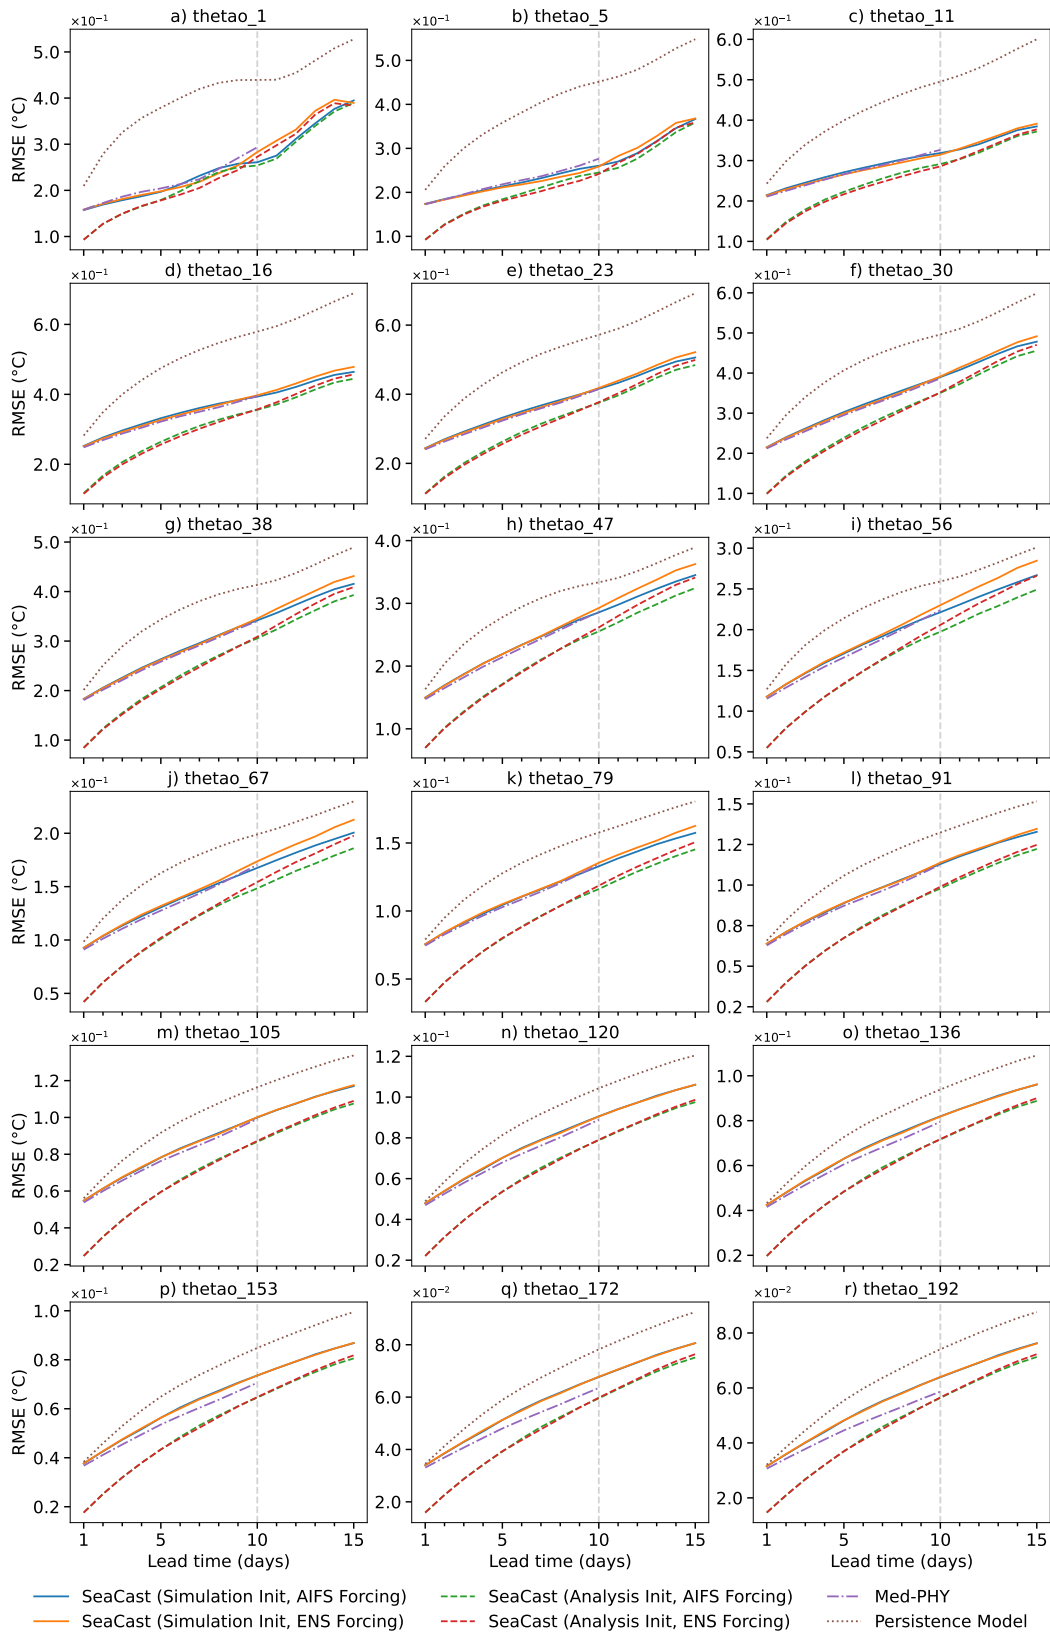 a) thetao_1
b) thetao_5
c) thetao_11
×10⁻¹
×10⁻¹
×10⁻¹
RMSE (°C)
5.0
4.0
3.0
2.0
1.0
5.0
4.0
3.0
2.0
1.0
6.0
5.0
4.0
3.0
2.0
1.0
d) thetao_16
e) thetao_23
f) thetao_30
×10⁻¹
×10⁻¹
×10⁻¹
RMSE (°C)
6.0
4.0
2.0
6.0
4.0
2.0
6.0
5.0
4.0
3.0
2.0
1.0
g) thetao_38
h) thetao_47
i) thetao_56
×10⁻¹
×10⁻¹
×10⁻¹
RMSE (°C)
5.0
4.0
3.0
2.0
1.0
4.0
3.0
2.0
1.0
3.0
2.5
2.0
1.5
1.0
0.5
j) thetao_67
k) thetao_79
l) thetao_91
×10⁻¹
×10⁻¹
×10⁻¹
RMSE (°C)
2.0
1.5
1.0
0.5
1.5
1.0
0.5
1.5
1.2
1.0
0.8
0.5
0.2
m) thetao_105
n) thetao_120
o) thetao_136
×10⁻¹
×10⁻¹
×10⁻¹
RMSE (°C)
1.2
1.0
0.8
0.6
0.4
0.2
1.2
1.0
0.8
0.6
0.4
0.2
1.0
0.8
0.6
0.4
0.2
p) thetao_153
q) thetao_172
r) thetao_192
×10⁻¹
×10⁻²
×10⁻²
RMSE (°C)
1.0
0.8
0.6
0.4
0.2
8.0
6.0
4.0
2.0
8.0
6.0
4.0
2.0
1 5 10 15
1 5 10 15
1 5 10 15
Lead time (days)
Lead time (days)
Lead time (days)
SeaCast (Simulation Init, AIFS Forcing)
SeaCast (Simulation Init, ENS Forcing)
SeaCast (Analysis Init, AIFS Forcing)
SeaCast (Analysis Init, ENS Forcing)
Med-PHY
Persistence Model